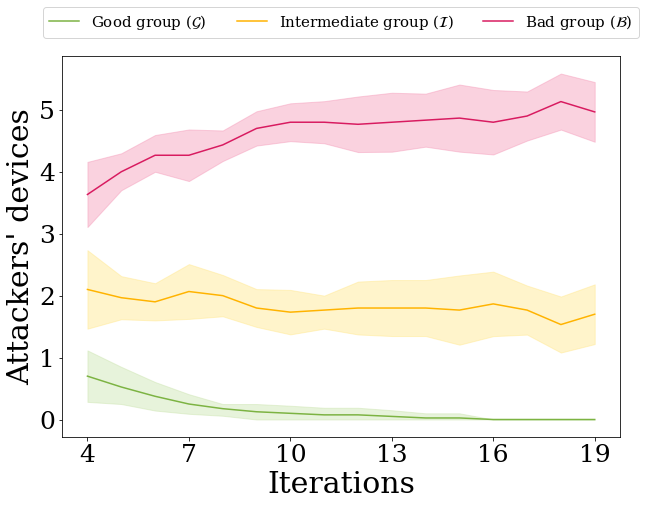 Good group (𝒢) Intermediate group (ℐ) Bad group (ℬ)
Attackers' devices
5
4
3
2
1
0
4 7 10 13 16 19
Iterations